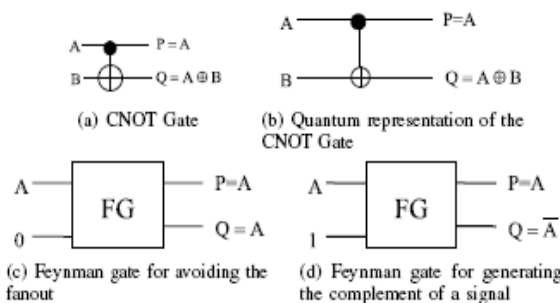 A P=A
B Q=A⊕B
(a) CNOT Gate
A P=A
B Q = A⊕B
(b) Quantum representation of the
CNOT Gate
A FG P=A
0 Q = A
(c) Feynman gate for avoiding the
fanout
A FG P=A
1 Q = A̅
(d) Feynman gate for generating
the complement of a signal